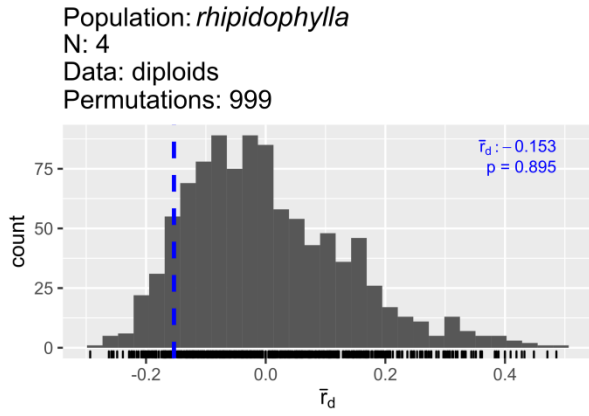 Population: rhipidophylla
N: 4
Data: diploids
Permutations: 999
r̄d : − 0.153
p = 0.895
75
50
25
0
count
-0.2 0.0 0.2 0.4
r̄d